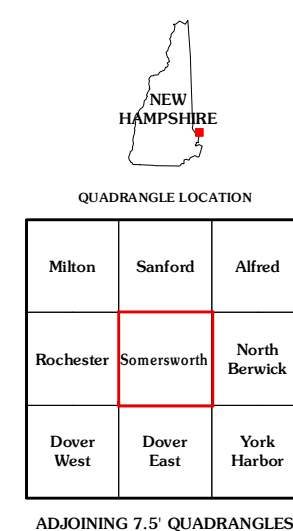 NEW
HAMPSHIRE
QUADRANGLE LOCATION
Milton Sanford Alfred
Rochester Somersworth North
Berwick
Dover
West Dover
East York
Harbor
ADJOINING 7.5' QUADRANGLES